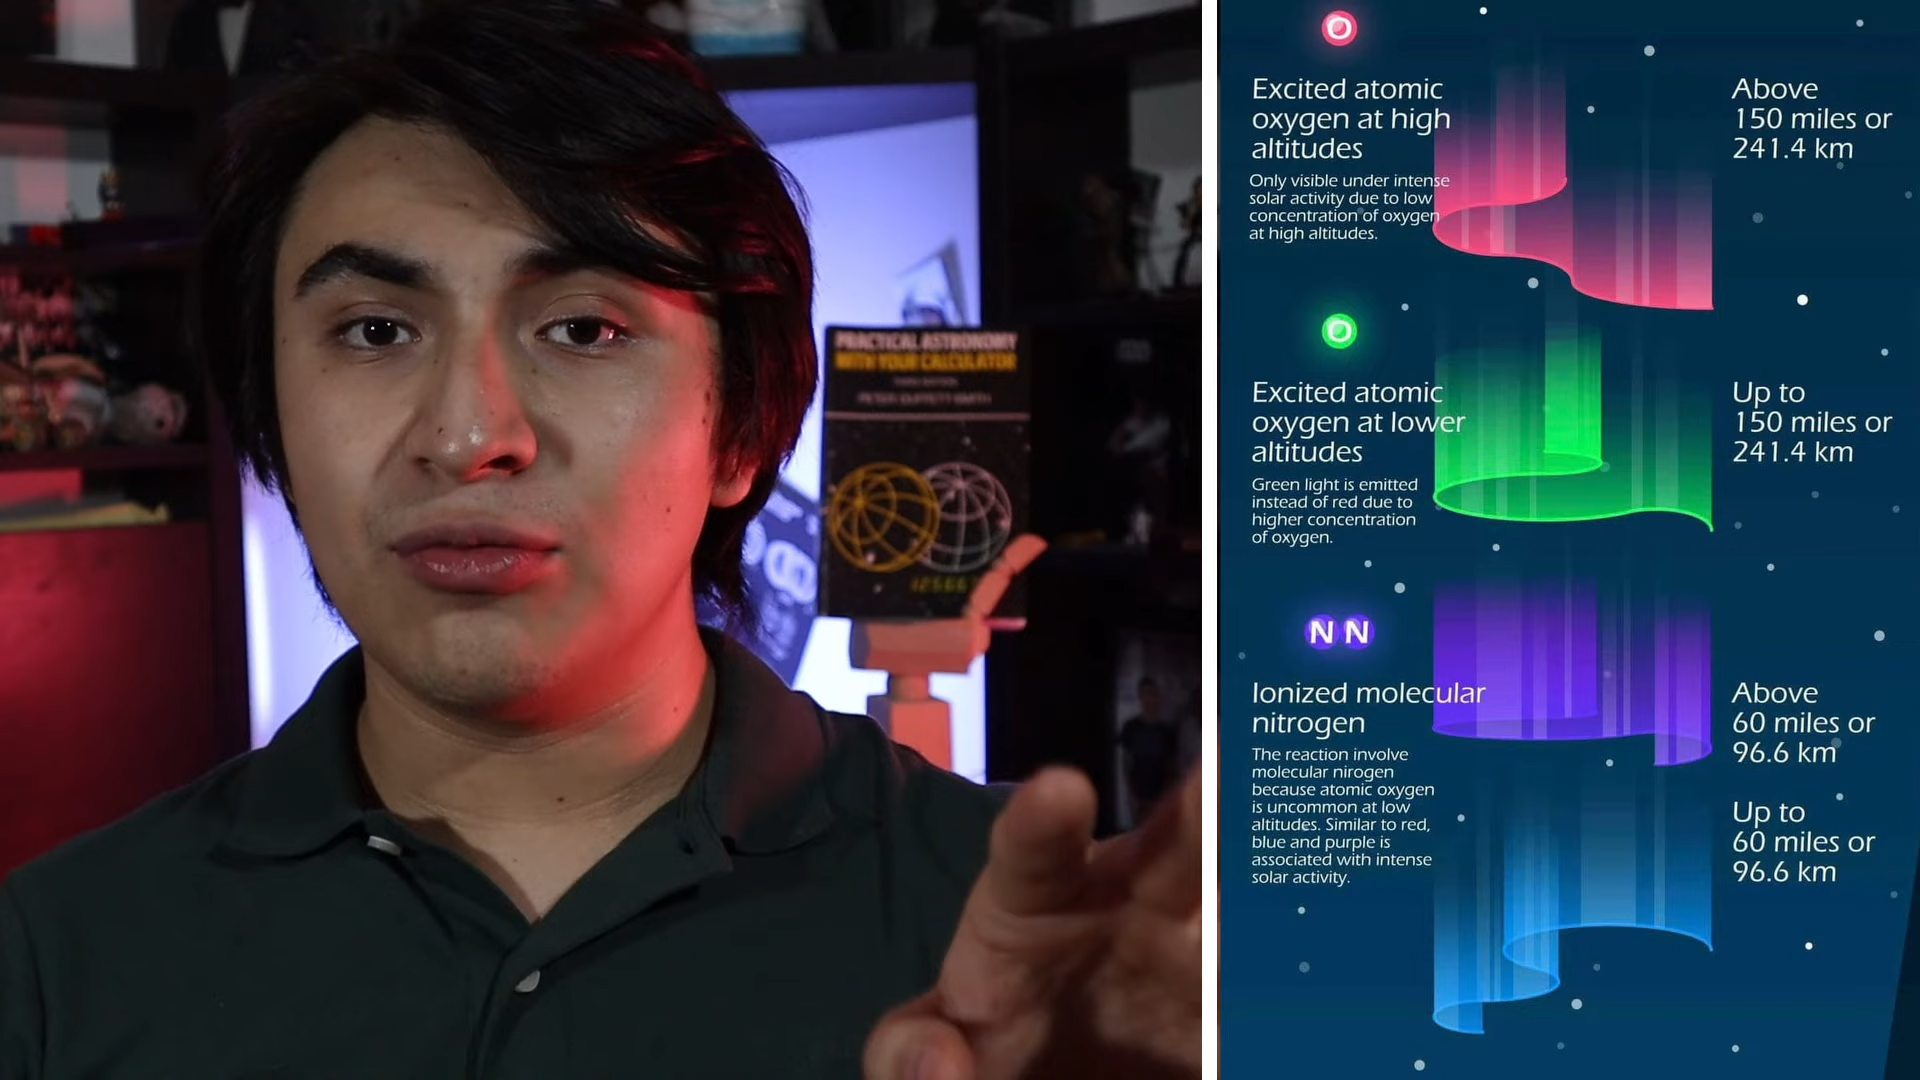 PRACTICAL ASTRONOMY
WITH YOUR CALCULATOR
THIRD EDITION
PETER DUFFETT-SMITH
O
Excited atomic
oxygen at high
altitudes
Only visible under intense
solar activity due to low
concentration of oxygen
at high altitudes.
Above
150 miles or
241.4 km
O
Excited atomic
oxygen at lower
altitudes
Green light is emitted
instead of red due to
higher concentration
of oxygen.
Up to
150 miles or
241.4 km
N N
Ionized molecular
nitrogen
The reaction involve
molecular nirogen
because atomic oxygen
is uncommon at low
altitudes. Similar to red,
blue and purple is
associated with intense
solar activity.
Above
60 miles or
96.6 km
Up to
60 miles or
96.6 km